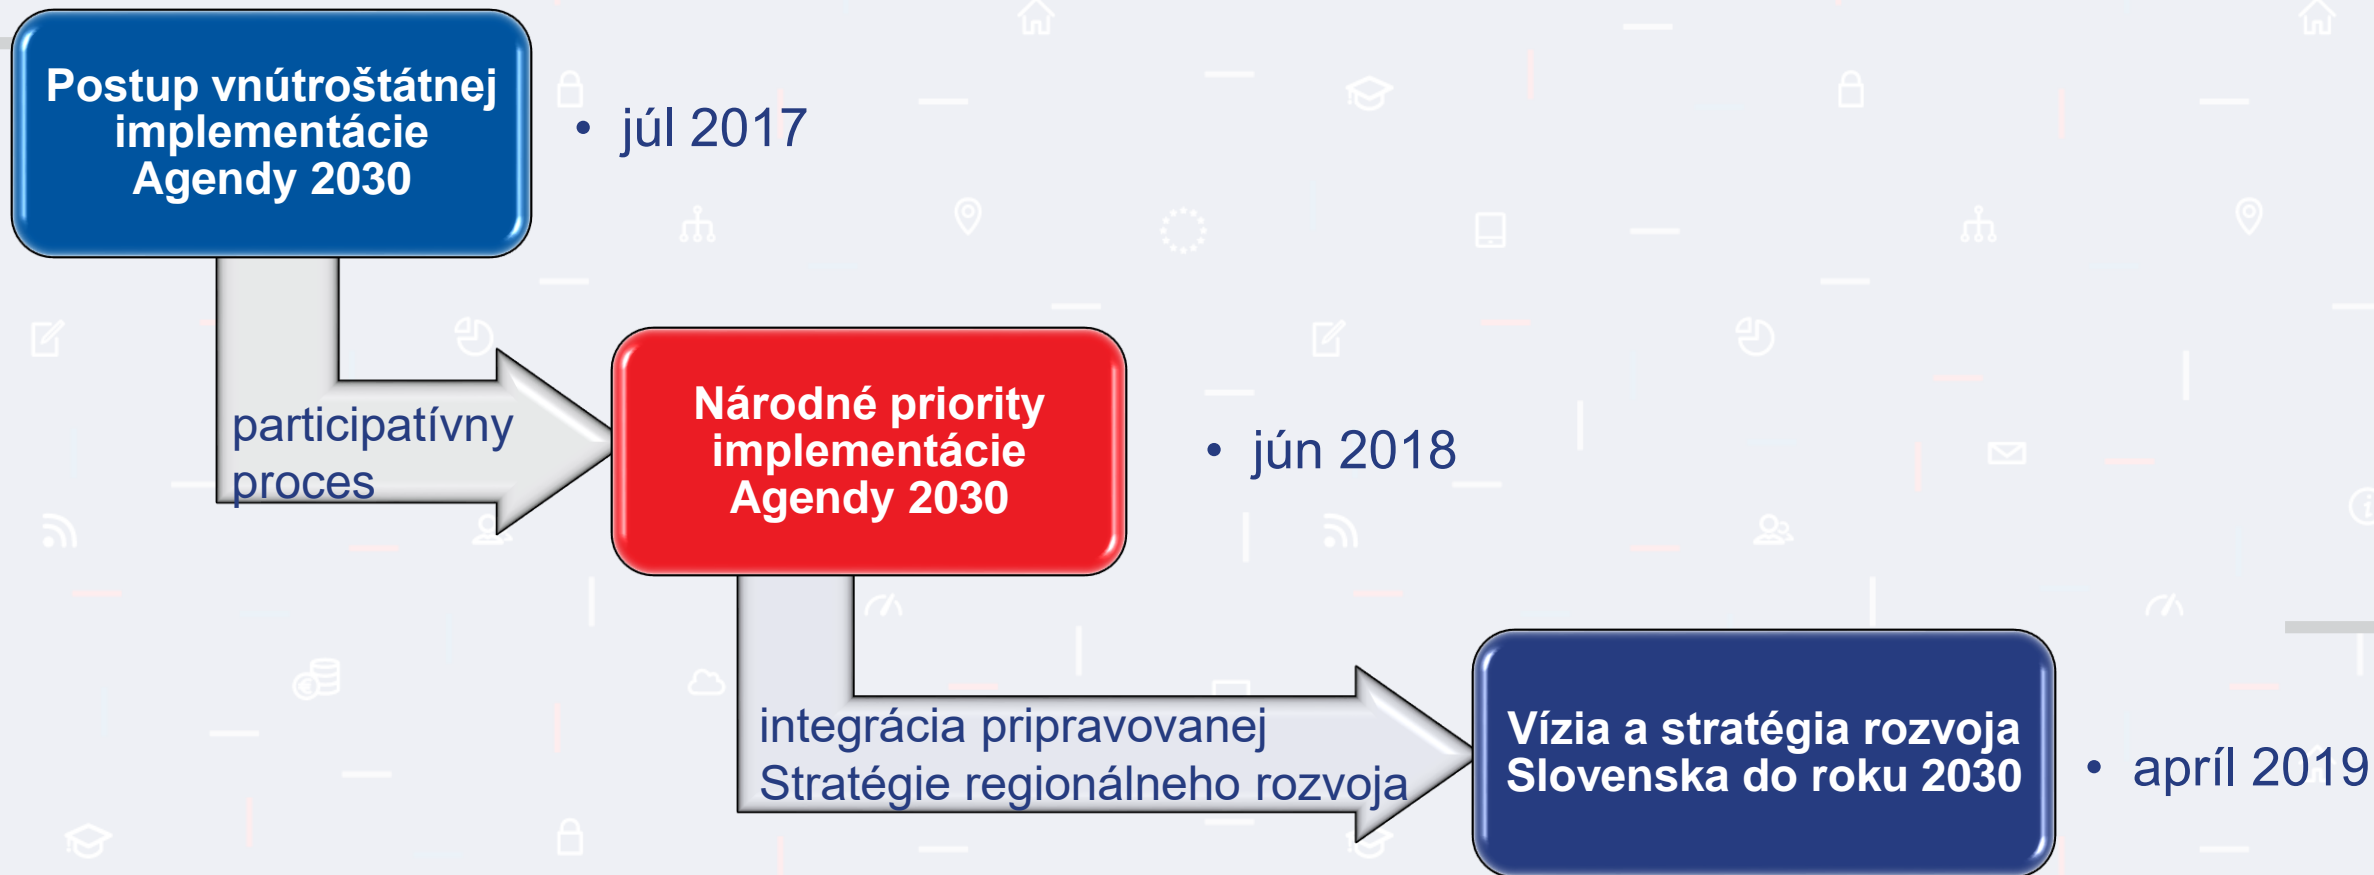 Postup vnútroštátnej
implementácie
Agendy 2030
• júl 2017
participatívny
proces
Národné priority
implementácie
Agendy 2030
• jún 2018
integrácia pripravovanej
Stratégie regionálneho rozvoja
Vízia a stratégia rozvoja
Slovenska do roku 2030
• apríl 2019